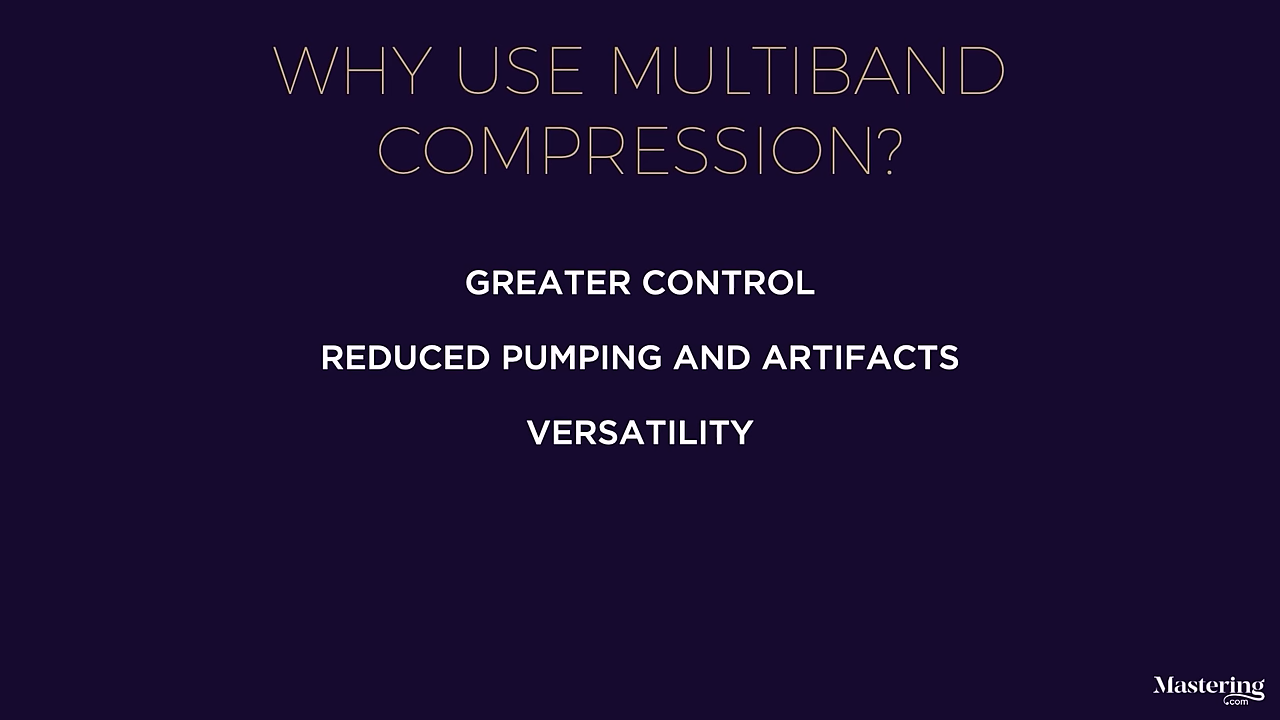 WHY USE MULTIBAND
COMPRESSION?
GREATER CONTROL
REDUCED PUMPING AND ARTIFACTS
VERSATILITY
Mastering
.com